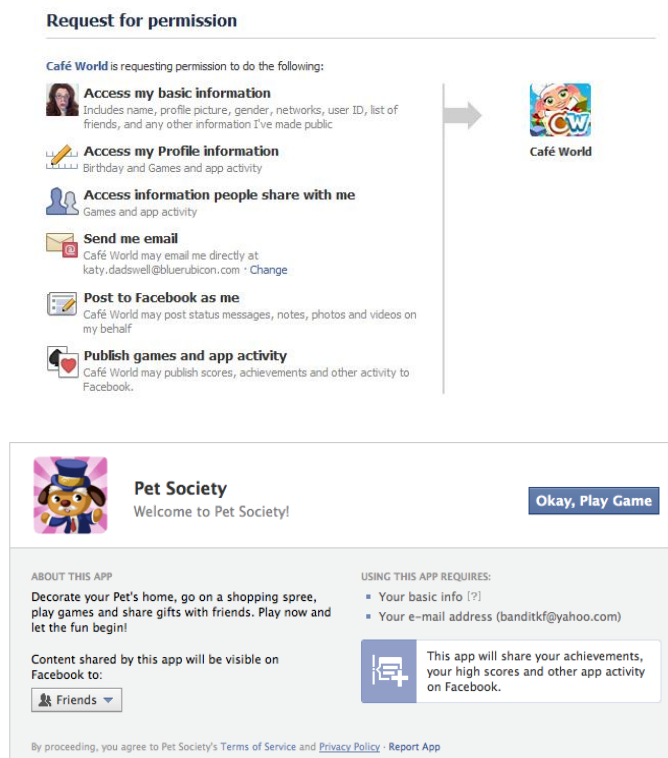 Request for permission
Café World is requesting permission to do the following:
Access my basic information
Includes name, profile picture, gender, networks, user ID, list of
friends, and any other information I've made public
Access my Profile information
Birthday and Games and app activity
Access information people share with me
Games and app activity
Send me email
Café World may email me directly at
katy.dadswell@bluerubicon.com · Change
Post to Facebook as me
Café World may post status messages, notes, photos and videos on
my behalf
Publish games and app activity
Café World may publish scores, achievements and other activity to
Facebook.
CW
Café World
Pet Society
Welcome to Pet Society!
Okay, Play Game
ABOUT THIS APP
Decorate your Pet's home, go on a shopping spree,
play games and share gifts with friends. Play now and
let the fun begin!
Content shared by this app will be visible on
Facebook to:
Friends
USING THIS APP REQUIRES:
Your basic info [?]
Your e-mail address (banditkf@yahoo.com)
This app will share your achievements,
your high scores and other app activity
on Facebook.
By proceeding, you agree to Pet Society's Terms of Service and Privacy Policy · Report App